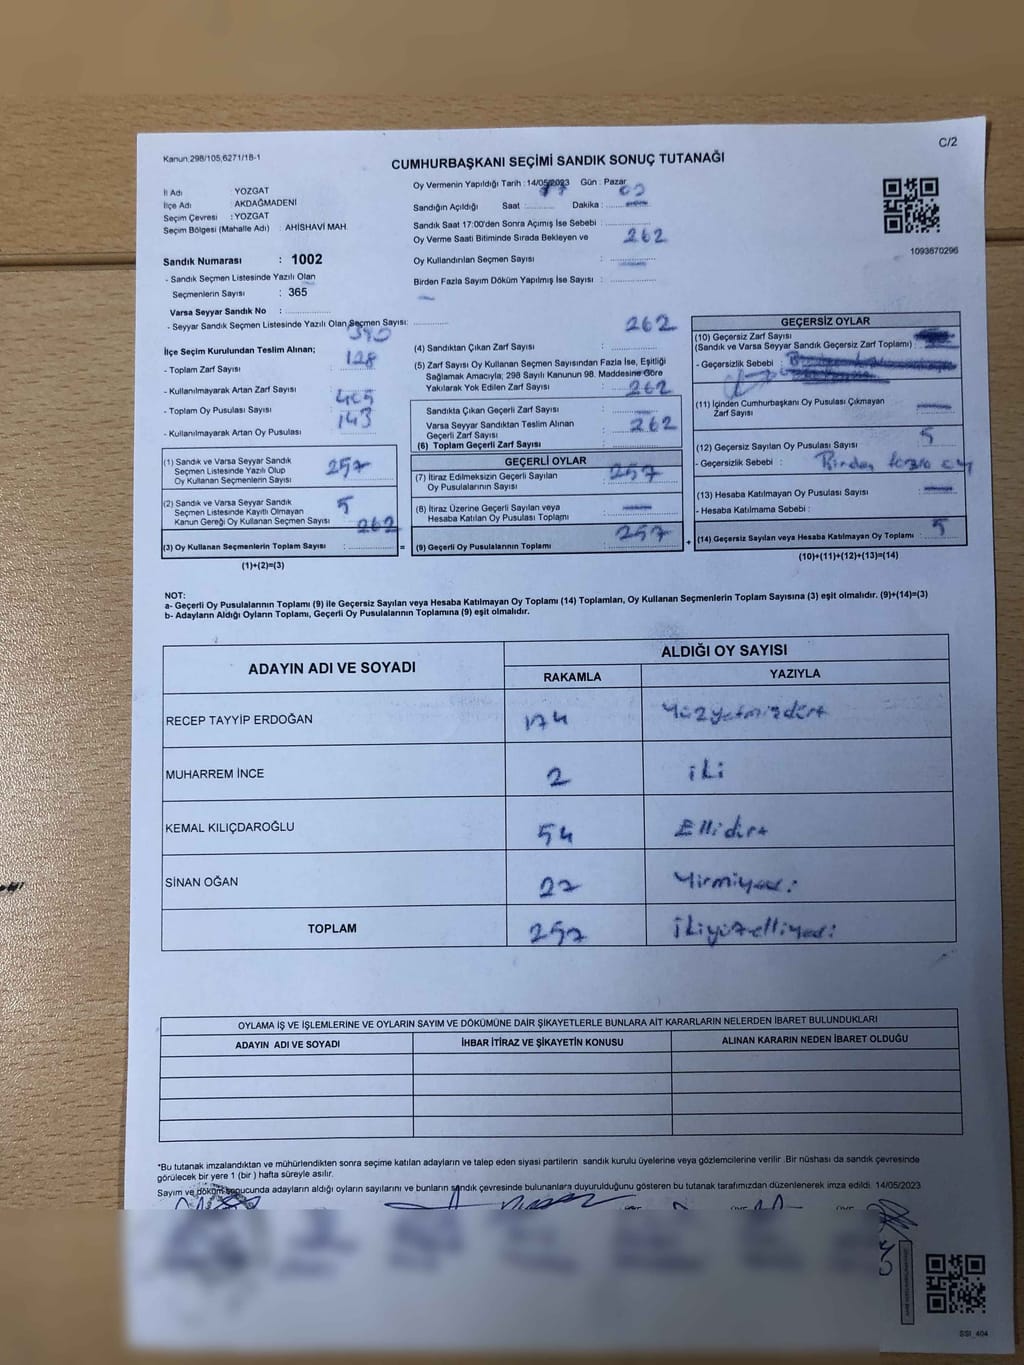 Kanun 298/105,6271/1B-1
C/2
CUMHURBAŞKANI SEÇİMİ SANDIK SONUÇ TUTANAĞI
İl Adı YOZGAT
İlçe Adı : AKDAĞMADENİ
Seçim Çevresi : YOZGAT
Seçim Bölgesi (Mahalle Adı) : AHİSHAVİ MAH.
Sandık Numarası : 1002
- Sandık Seçmen Listesinde Yazılı Olan
Seçmenlerin Sayısı : 365
Varsa Seyyar Sandık No :
- Seyyar Sandık Seçmen Listesinde Yazılı Olan Seçmen Sayısı:
Oy Vermenin Yapıldığı Tarih : 14/05/2023 Gün : Pazar
Sandığın Açıldığı Saat : 17 Dakika :
Sandık Saat 17:00'den Sonra Açımış İse Sebebi :
Oy Verme Saati Bitiminde Sırada Bekleyen ve
Oy Kullandırılan Seçmen Sayısı :
262
Birden Fazla Sayım Döküm Yapılmış İse Sayısı :
1093670296
İlçe Seçim Kurulundan Teslim Alınan;
- Toplam Zarf Sayısı :
128
- Kullanılmayarak Artan Zarf Sayısı :
- Toplam Oy Pusulası Sayısı :
143
- Kullanılmayarak Artan Oy Pusulası :
(1) Sandık ve Varsa Seyyar Sandık
Seçmen Listesinde Yazılı Olup
Oy Kullanan Seçmenlerin Sayısı
257
(2) Sandık ve Varsa Seyyar Sandık
Seçmen Listesinde Kayıtlı Olmayan
Kanun Gereği Oy Kullanan Seçmen Sayısı :
5
262
(3) Oy Kullanan Seçmenlerin Toplam Sayısı : =
(1)+(2)=(3)
262
(4) Sandıktan Çıkan Zarf Sayısı :
(5) Zarf Sayısı Oy Kullanan Seçmen Sayısından Fazla İse, Eşitliği
Sağlamak Amacıyla; 298 Sayılı Kanunun 98. Maddesine Göre
Yakılarak Yok Edilen Zarf Sayısı :
262
Sandıkta Çıkan Geçerli Zarf Sayısı :
Varsa Seyyar Sandıktan Teslim Alınan
Geçerli Zarf Sayısı :
262
(6) Toplam Geçerli Zarf Sayısı :
GEÇERLİ OYLAR
(7) İtiraz Edilmeksizin Geçerli Sayılan
Oy Pusulalarının Sayısı :
257
(8) İtiraz Üzerine Geçerli Sayılan veya
Hesaba Katılan Oy Pusulası Toplamı :
(9) Geçerli Oy Pusulalarının Toplamı : 257 +
GEÇERSİZ OYLAR
(10) Geçersiz Zarf Sayısı
(Sandık ve Varsa Seyyar Sandık Geçersiz Zarf Toplamı) :
- Geçersizlik Sebebi :
(11) İçinden Cumhurbaşkanı Oy Pusulası Çıkmayan
Zarf Sayısı :
(12) Geçersiz Sayılan Oy Pusulası Sayısı : 5
- Geçersizlik Sebebi : Birden fazla oy
(13) Hesaba Katılmayan Oy Pusulası Sayısı :
- Hesaba Katılmama Sebebi :
(14) Geçersiz Sayılan veya Hesaba Katılmayan Oy Toplamı : 5
(10)+(11)+(12)+(13)=(14)
NOT:
a- Geçerli Oy Pusulalarının Toplamı (9) ile Geçersiz Sayılan veya Hesaba Katılmayan Oy Toplamı (14) Toplamları, Oy Kullanan Seçmenlerin Toplam Sayısına (3) eşit olmalıdır. (9)+(14)=(3)
b- Adayların Aldığı Oyların Toplamı, Geçerli Oy Pusulalarının Toplamına (9) eşit olmalıdır.
ADAYIN ADI VE SOYADI
ALDIĞI OY SAYISI
RAKAMLA YAZIYLA
RECEP TAYYİP ERDOĞAN 174 Yüzyetmişdört
MUHARREM İNCE 2 iki
KEMAL KILIÇDAROĞLU 54 Ellidört
SİNAN OĞAN 27 Yirmiyedi
TOPLAM 257 ikiyüzelliyedi
OYLAMA İŞ VE İŞLEMLERİNE VE OYLARIN SAYIM VE DÖKÜMÜNE DAİR ŞİKAYETLERLE BUNLARA AİT KARARLARIN NELERDEN İBARET BULUNDUKLARI
ADAYIN ADI VE SOYADI İHBAR İTİRAZ VE ŞİKAYETİN KONUSU ALINAN KARARIN NEDEN İBARET OLDUĞU
*Bu tutanak imzalandıktan ve mühürlendikten sonra seçime katılan adayların ve talep eden siyasi partilerin sandık kurulu üyelerine veya gözlemcilerine verilir .Bir nüshası da sandık çevresinde
görülecek bir yere 1 (bir ) hafta süreyle asılır.
Sayım ve döküm sonucunda adayların aldığı oyların sayılarını ve bunların sandık çevresinde bulunanlara duyurulduğunu gösteren bu tutanak tarafımızdan düzenlenerek imza edildi. 14/05/2023
SSI_404